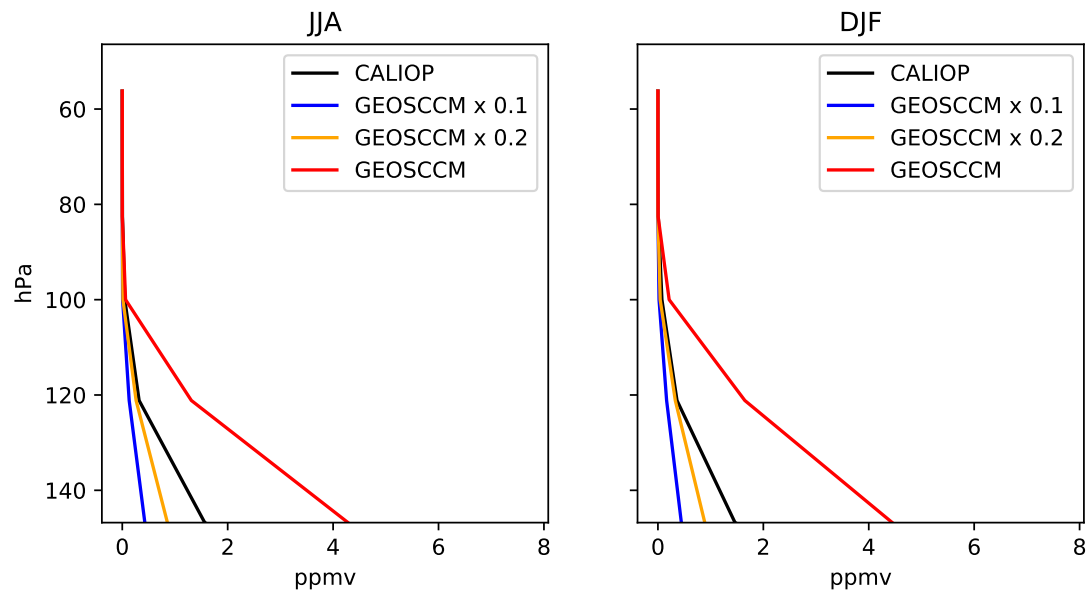 JJA
CALIOP
GEOSCCM x 0.1
GEOSCCM x 0.2
GEOSCCM
hPa
60
80
100
120
140
0 2 4 6 8
ppmv
DJF
CALIOP
GEOSCCM x 0.1
GEOSCCM x 0.2
GEOSCCM
0 2 4 6 8
ppmv